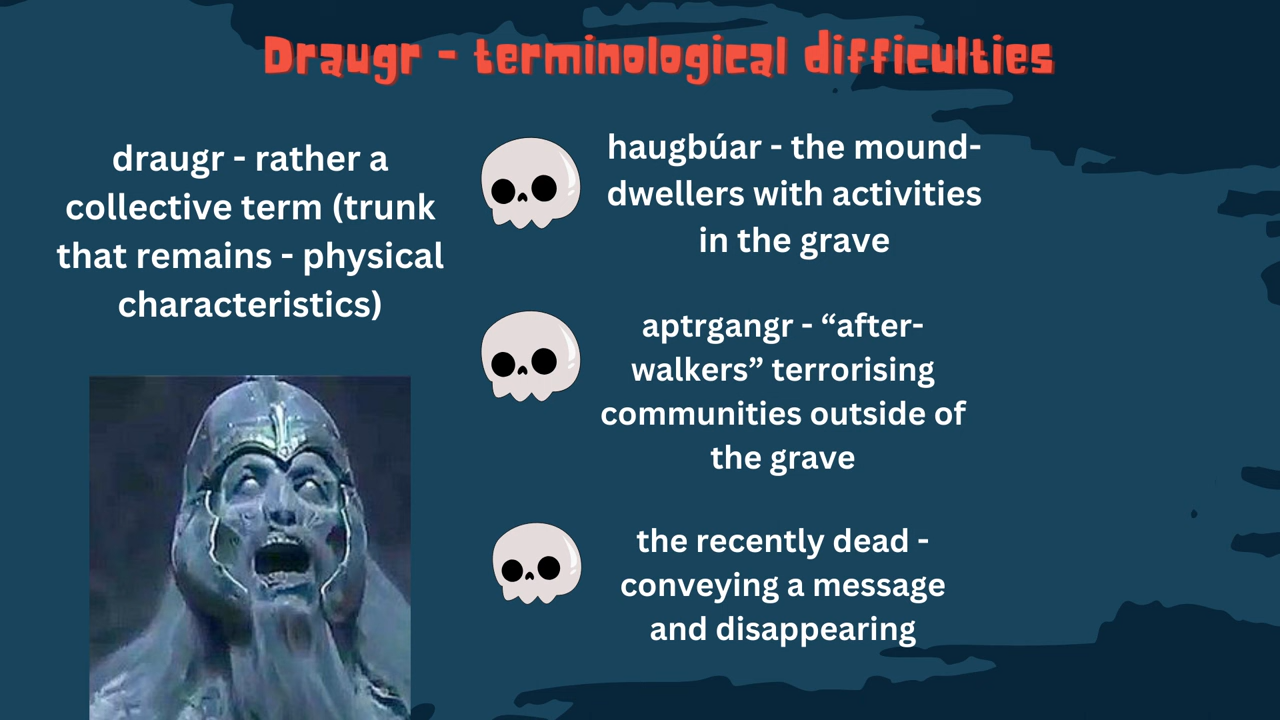 Draugr - terminological difficulties
draugr - rather a
collective term (trunk
that remains - physical
characteristics)
haugbúar - the mound-
dwellers with activities
in the grave
aptrgangr - “after-
walkers” terrorising
communities outside of
the grave
the recently dead -
conveying a message
and disappearing